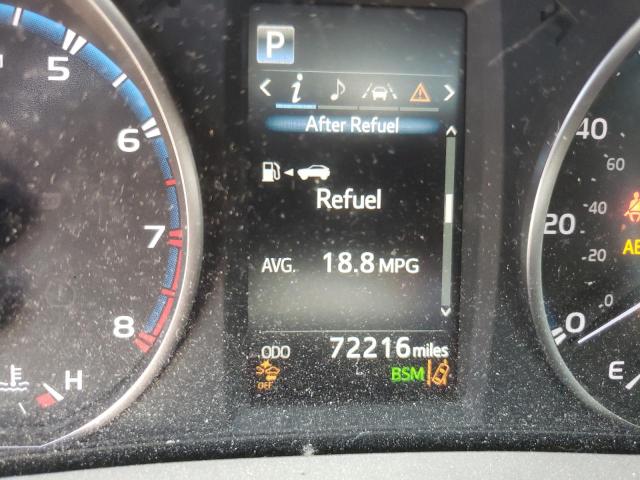 P
i
After Refuel
Refuel
AVG. 18.8 MPG
ODO 72216 miles
OFF
BSM
5
6
7
8
H
40
20
0
60
40
20
0
E